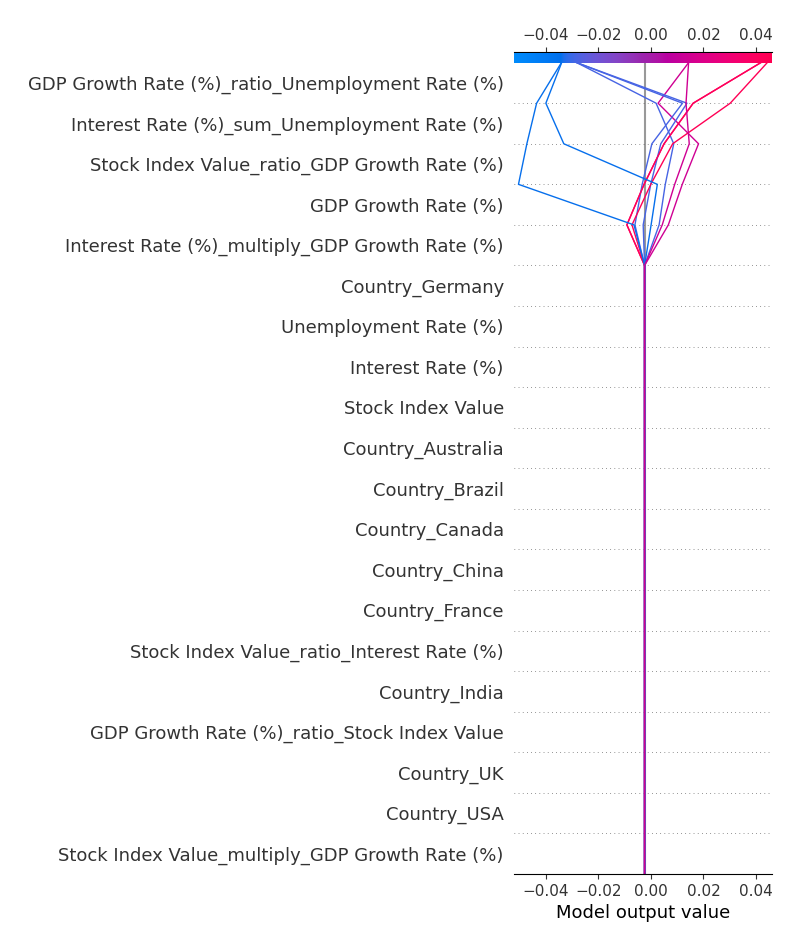 −0.04 −0.02 0.00 0.02 0.04
GDP Growth Rate (%)_ratio_Unemployment Rate (%)
Interest Rate (%)_sum_Unemployment Rate (%)
Stock Index Value_ratio_GDP Growth Rate (%)
GDP Growth Rate (%)
Interest Rate (%)_multiply_GDP Growth Rate (%)
Country_Germany
Unemployment Rate (%)
Interest Rate (%)
Stock Index Value
Country_Australia
Country_Brazil
Country_Canada
Country_China
Country_France
Stock Index Value_ratio_Interest Rate (%)
Country_India
GDP Growth Rate (%)_ratio_Stock Index Value
Country_UK
Country_USA
Stock Index Value_multiply_GDP Growth Rate (%)
−0.04 −0.02 0.00 0.02 0.04
Model output value